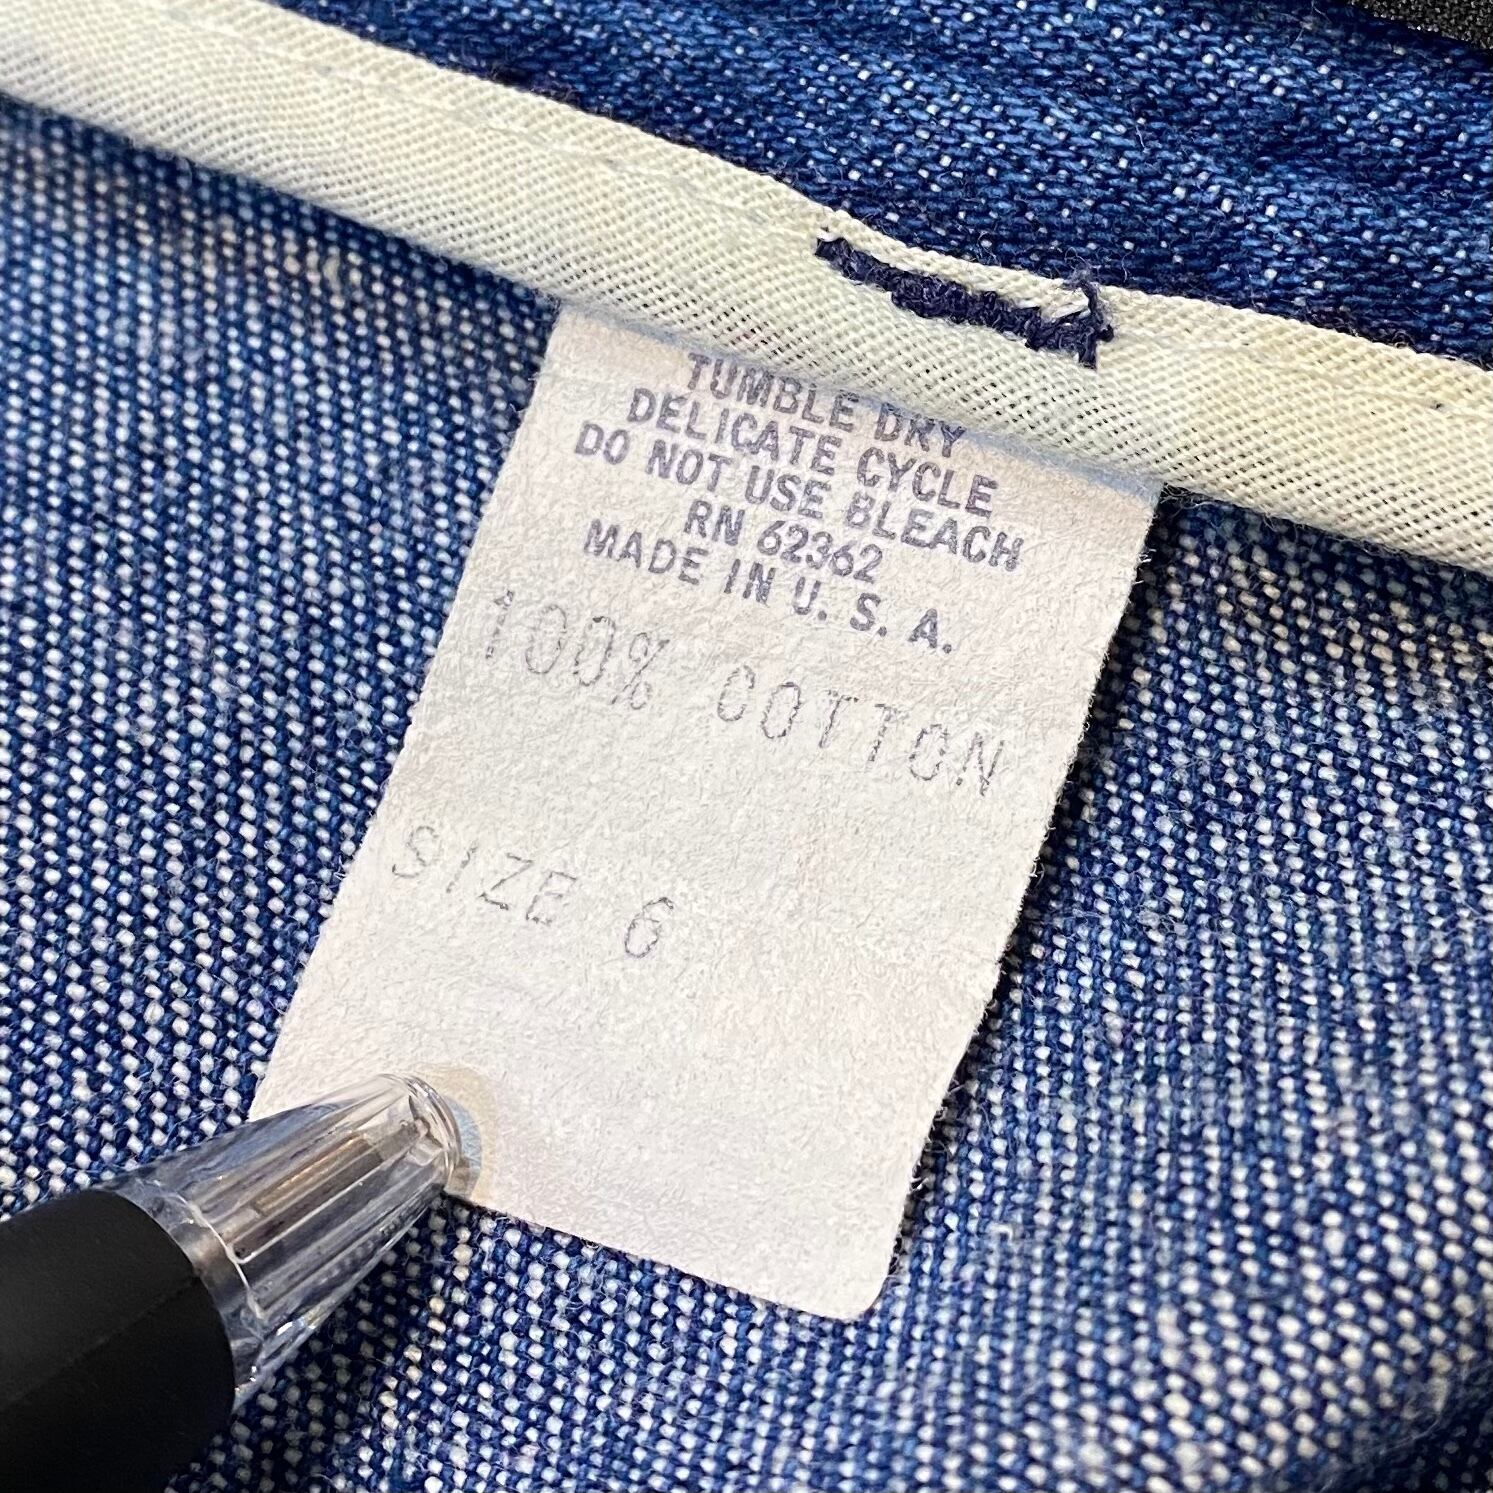 TUMBLE DRY
DELICATE CYCLE
DO NOT USE BLEACH
RN 62362
MADE IN U. S. A.
100% COTTON
SIZE 6